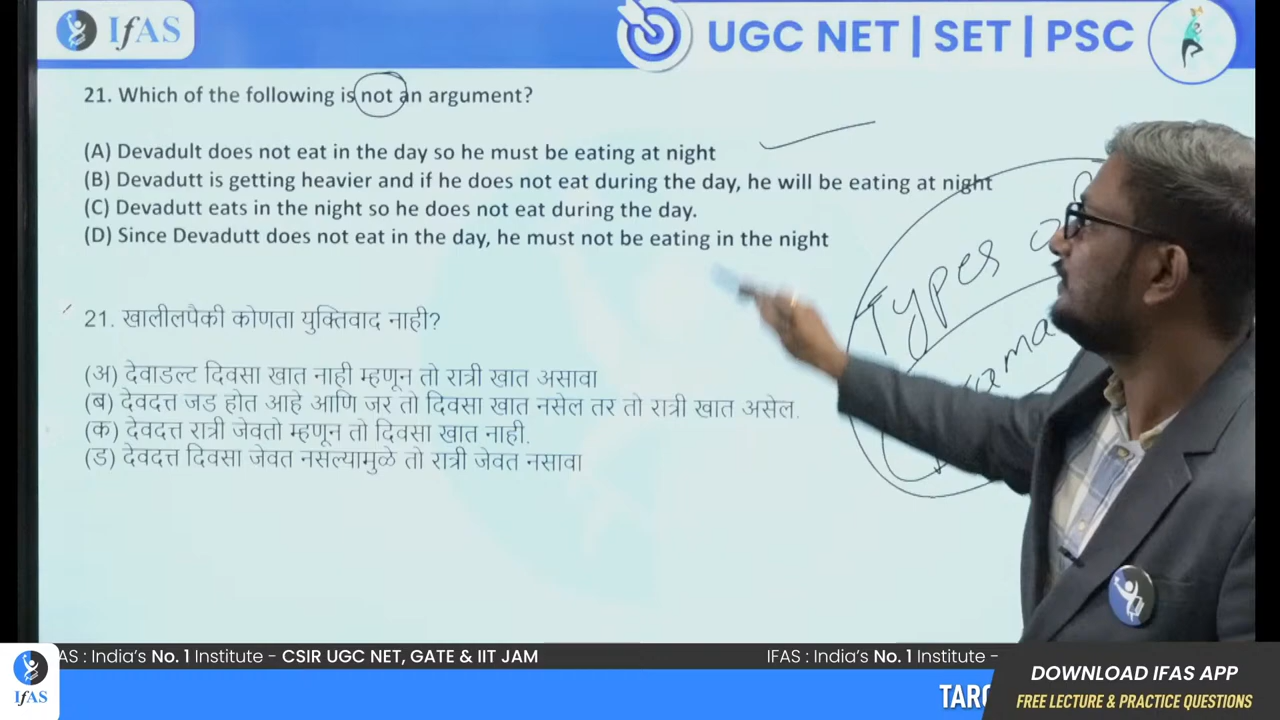 IfAS
UGC NET | SET | PSC
21. Which of the following is not an argument?
(A) Devadult does not eat in the day so he must be eating at night
(B) Devadutt is getting heavier and if he does not eat during the day, he will be eating at night
(C) Devadutt eats in the night so he does not eat during the day.
(D) Since Devadutt does not eat in the day, he must not be eating in the night
Types
21. खालीलपैकी कोणता युक्तिवाद नाही?
(अ) देवाडल्ट दिवसा खात नाही म्हणून तो रात्री खात असावा
(ब) देवदत्त जड होत आहे आणि जर तो दिवसा खात नसेल तर तो रात्री खात असेल.
(क) देवदत्त रात्री जेवतो म्हणून तो दिवसा खात नाही.
(ड) देवदत्त दिवसा जेवत नसल्यामुळे तो रात्री जेवत नसावा
AS : India's No. 1 Institute - CSIR UGC NET, GATE & IIT JAM
IFAS : India's No. 1 Institute -
IfAS
TARG
DOWNLOAD IFAS APP
FREE LECTURE & PRACTICE QUESTIONS